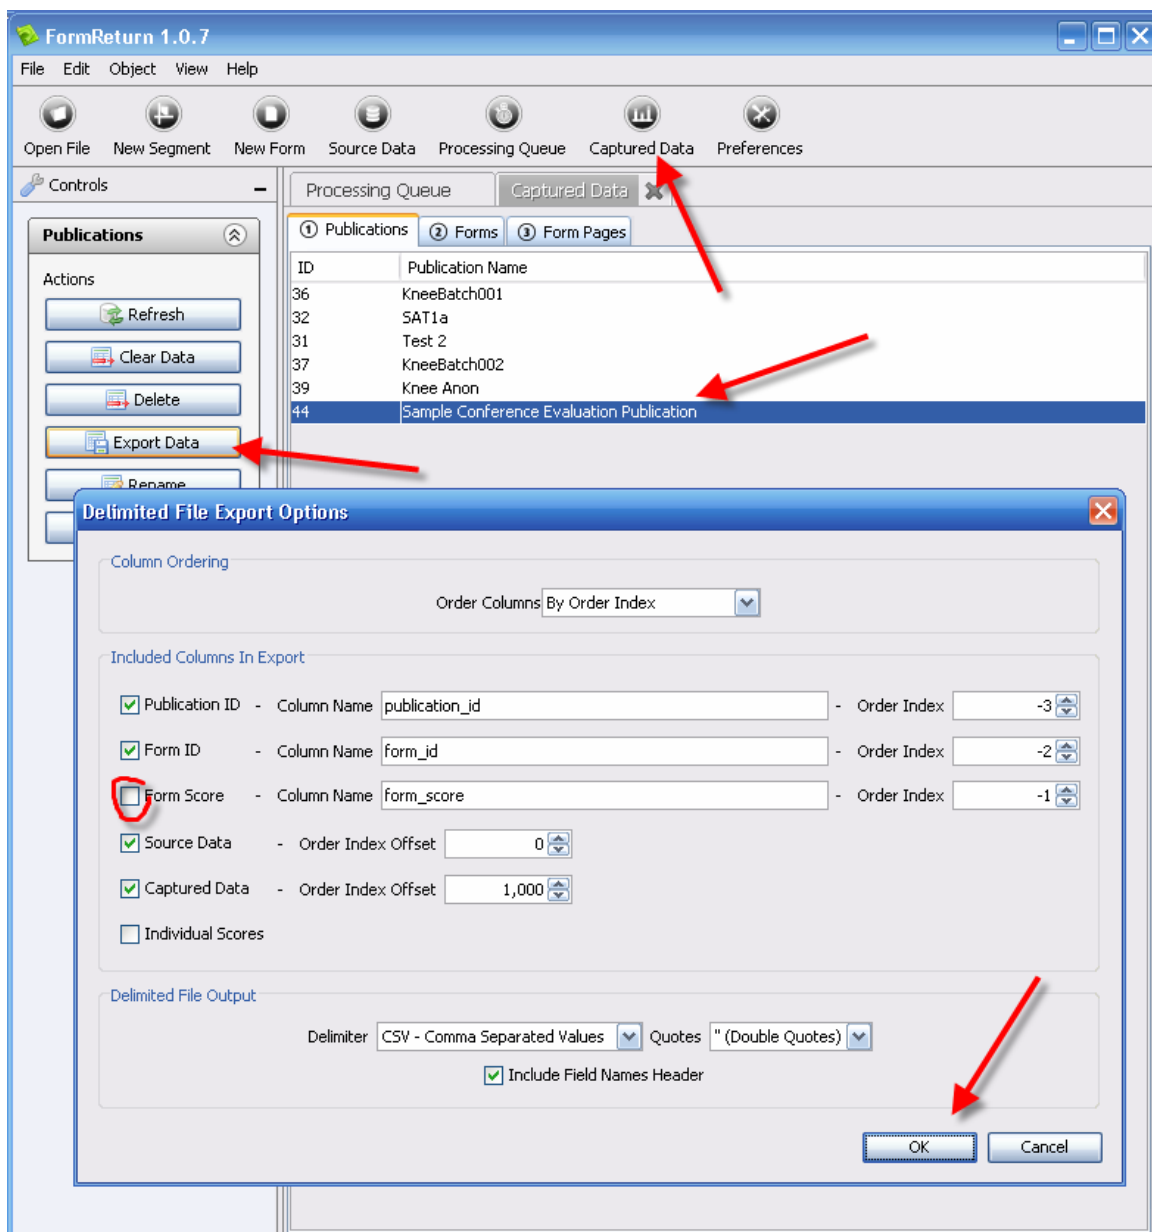 FormReturn 1.0.7
File Edit Object View Help
Open File New Segment New Form Source Data Processing Queue Captured Data Preferences
Controls
Processing Queue Captured Data
Publications
① Publications ② Forms ③ Form Pages
ID Publication Name
Actions
36 KneeBatch001
Refresh
32 SAT1a
31 Test 2
Clear Data
37 KneeBatch002
39 Knee Anon
Delete
44 Sample Conference Evaluation Publication
Export Data
Rename
Delimited File Export Options
Column Ordering
Order Columns By Order Index
Included Columns In Export
Publication ID - Column Name publication_id - Order Index -3
Form ID - Column Name form_id - Order Index -2
Form Score - Column Name form_score - Order Index -1
Source Data - Order Index Offset 0
Captured Data - Order Index Offset 1,000
Individual Scores
Delimited File Output
Delimiter CSV - Comma Separated Values Quotes " (Double Quotes)
Include Field Names Header
OK Cancel